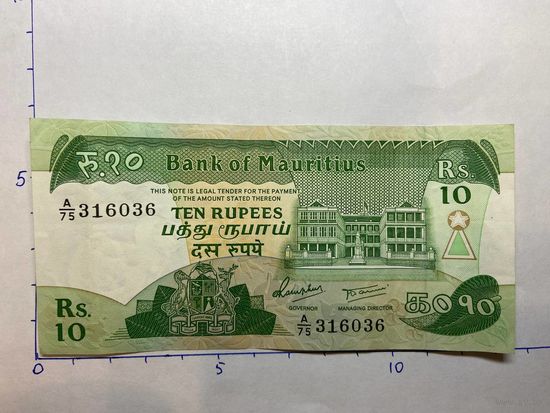 रु.१०
Bank of Mauritius
Rs.
10
THIS NOTE IS LEGAL TENDER FOR THE PAYMENT
OF THE AMOUNT STATED THEREON
5
A/75 316036
TEN RUPEES
பத்து ரூபாய்
दस रुपये
Rs.
10
GOVERNOR
MANAGING DIRECTOR
A/75 316036
0
5
10